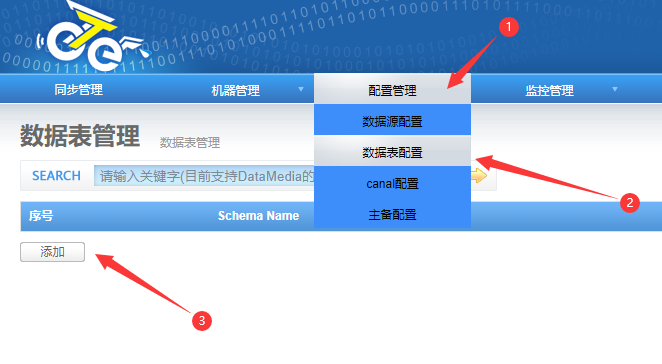 1
同步管理 机器管理 配置管理 监控管理
数据源配置
数据表管理 数据表管理
数据表配置
2
SEARCH 请输入关键字(目前支持DataMedia的
canal配置
序号 Schema Name
主备配置
添加
3